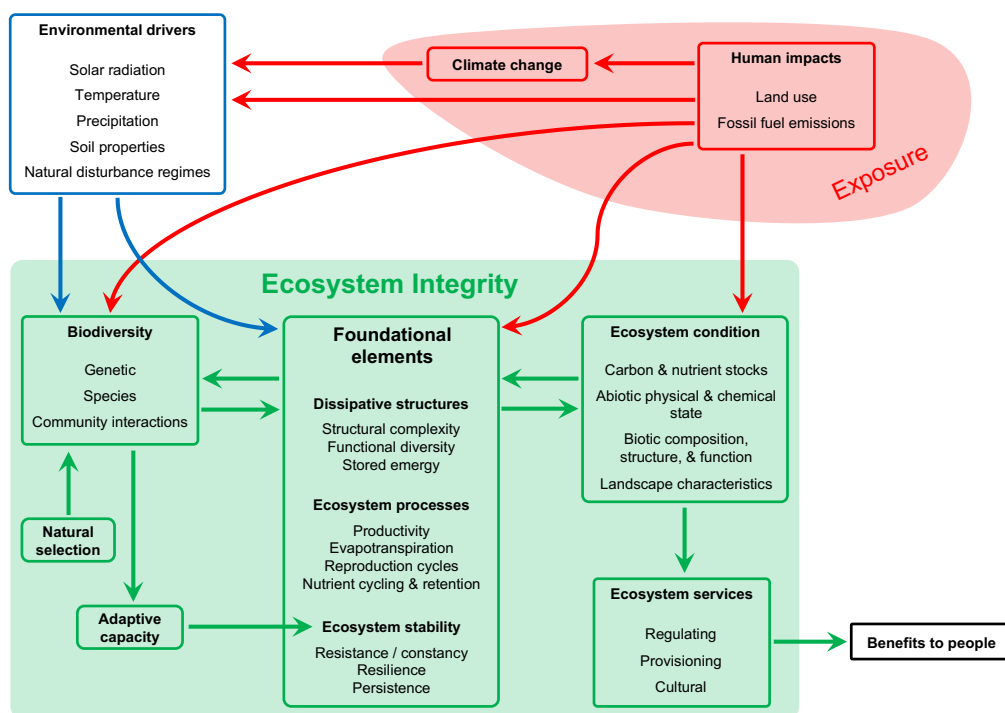 Environmental drivers
Solar radiation
Temperature
Precipitation
Soil properties
Natural disturbance regimes
Climate change
Human impacts
Land use
Fossil fuel emissions
Exposure
Ecosystem Integrity
Biodiversity
Genetic
Species
Community interactions
Natural
selection
Adaptive
capacity
Foundational
elements
Dissipative structures
Structural complexity
Functional diversity
Stored emergy
Ecosystem processes
Productivity
Evapotranspiration
Reproduction cycles
Nutrient cycling & retention
Ecosystem stability
Resistance / constancy
Resilience
Persistence
Ecosystem condition
Carbon & nutrient stocks
Abiotic physical & chemical
state
Biotic composition,
structure, & function
Landscape characteristics
Ecosystem services
Regulating
Provisioning
Cultural
Benefits to people